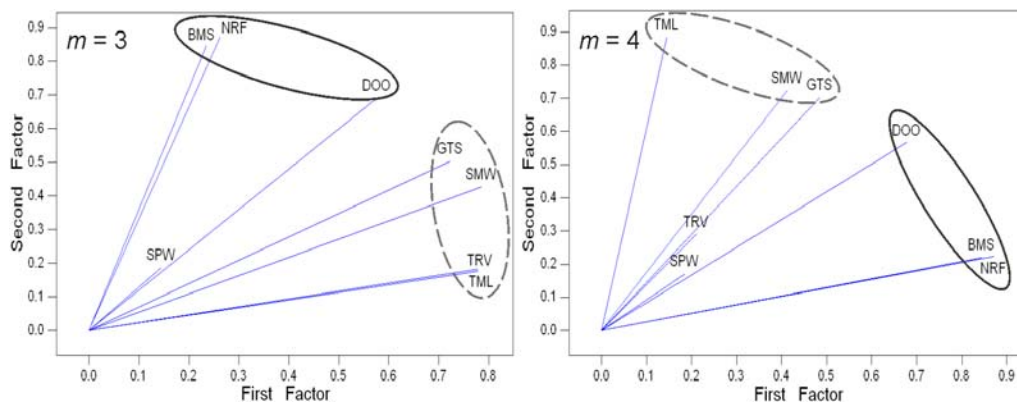 m = 3
BMS NRF
DOO
GTS
SMW
SPW
TRV
TML
0.9
0.8
0.7
0.6
0.5
0.4
0.3
0.2
0.1
0.0
Second Factor
0.0 0.1 0.2 0.3 0.4 0.5 0.6 0.7 0.8
First Factor
m = 4
TML
SMW
GTS
DOO
TRV
SPW
BMS
NRF
0.9
0.8
0.7
0.6
0.5
0.4
0.3
0.2
0.1
0.0
Second Factor
0.0 0.1 0.2 0.3 0.4 0.5 0.6 0.7 0.8 0.9
First Factor